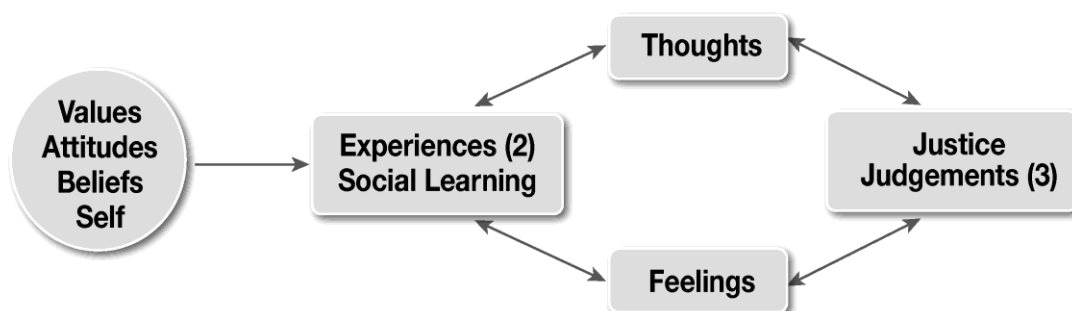 Values
Attitudes
Beliefs
Self
Experiences (2)
Social Learning
Thoughts
Feelings
Justice
Judgements (3)